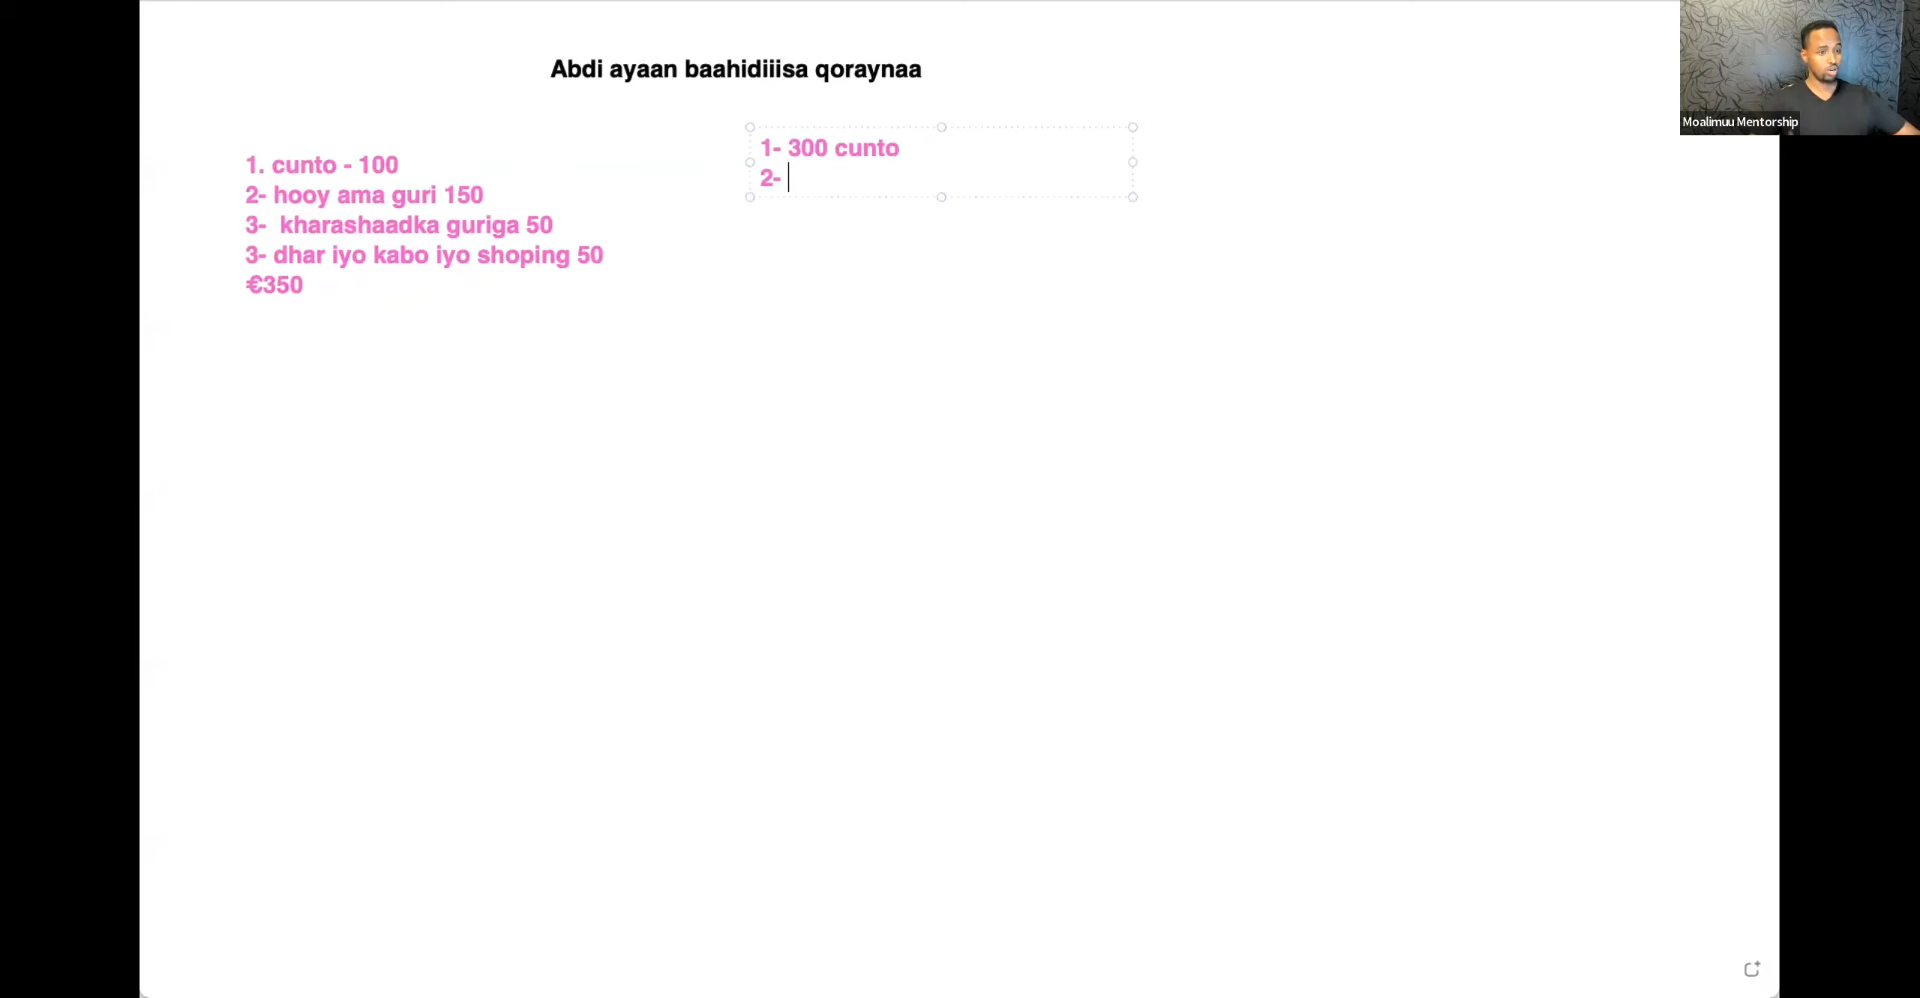 Abdi ayaan baahidiiisa qoraynaa
1. cunto - 100
2- hooy ama guri 150
3-  kharashaadka guriga 50
3- dhar iyo kabo iyo shoping 50
€350
1- 300 cunto
2-
Moalimuu Mentorship